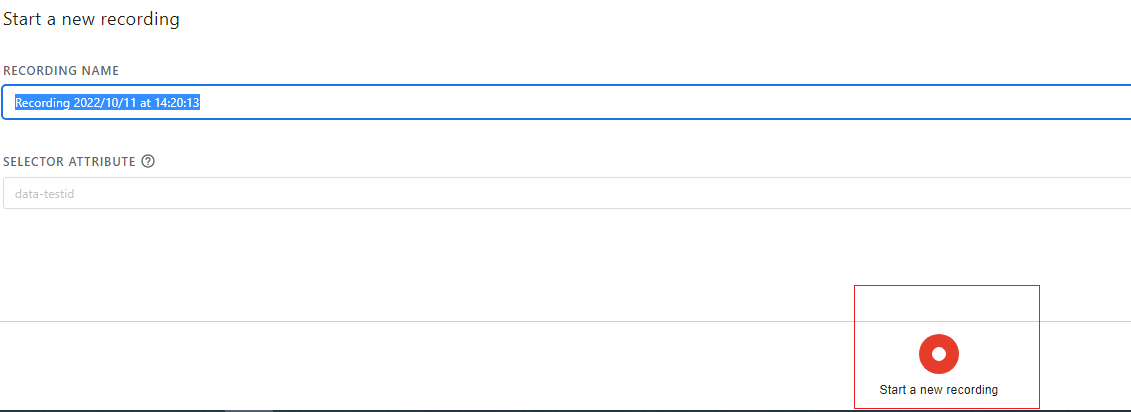 Start a new recording
RECORDING NAME
Recording 2022/10/11 at 14:20:13
SELECTOR ATTRIBUTE ?
data-testid
Start a new recording